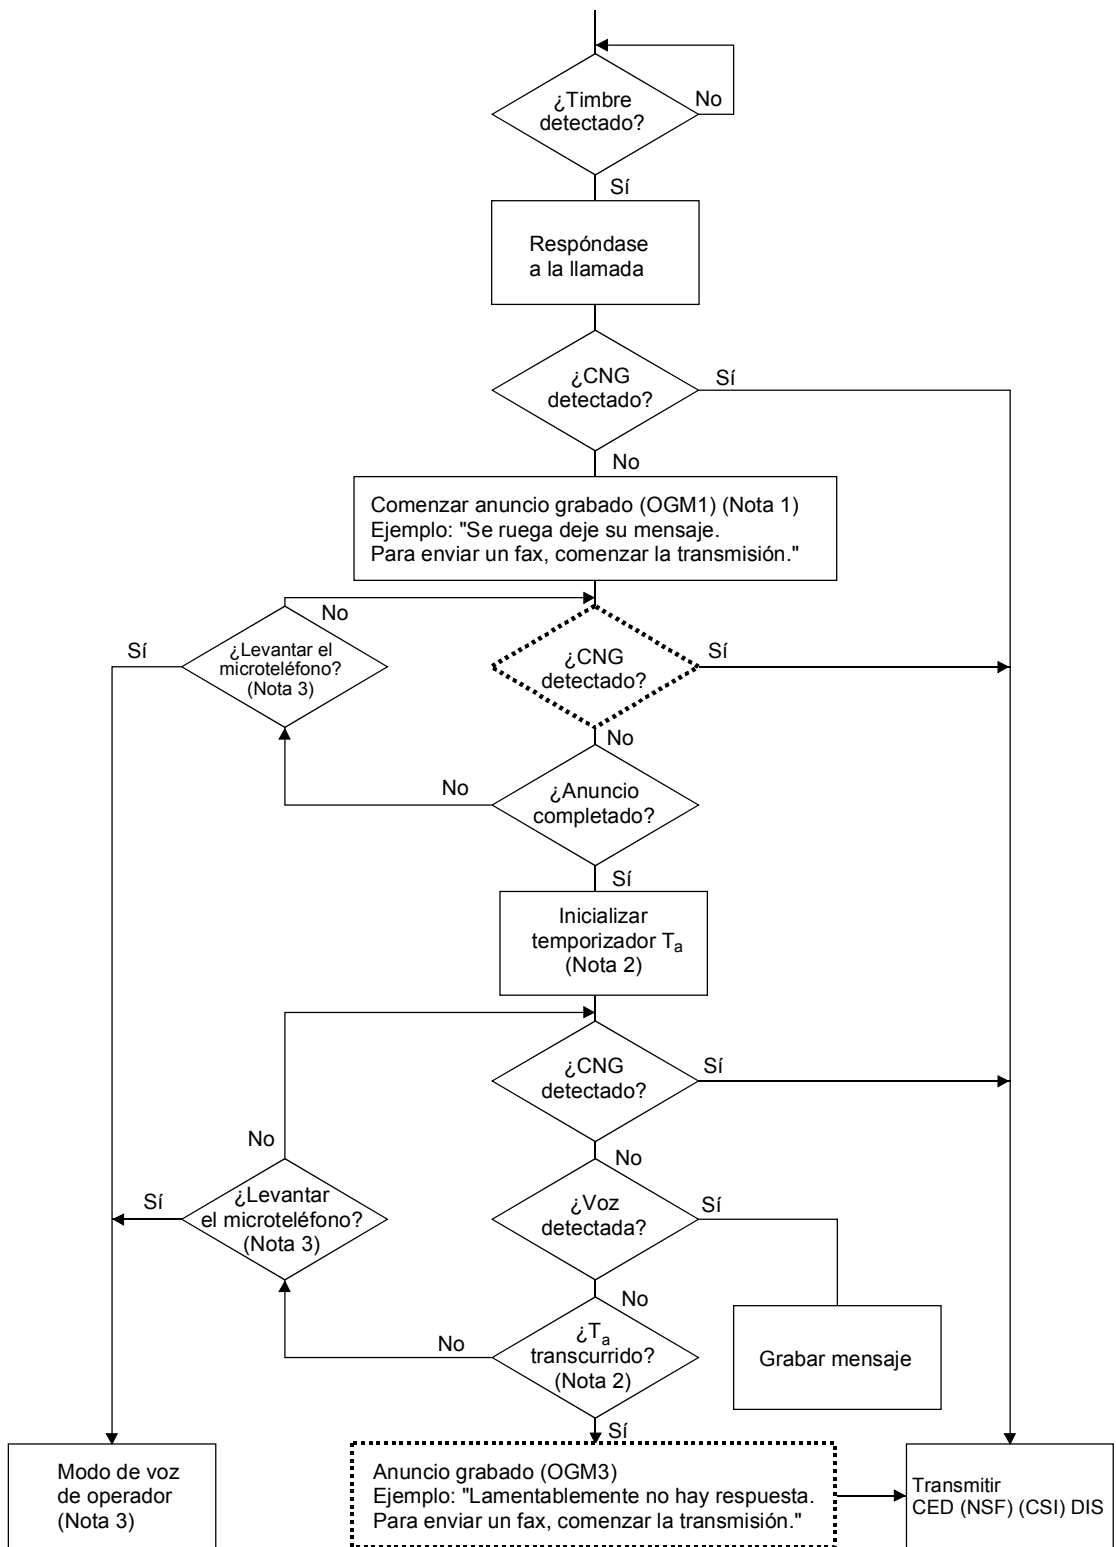 ¿Timbre
detectado?
No
Sí
Respóndase
a la llamada
¿CNG
detectado?
Sí
No
Comenzar anuncio grabado (OGM1) (Nota 1)
Ejemplo: "Se ruega deje su mensaje.
Para enviar un fax, comenzar la transmisión."
No
Sí
¿Levantar el
microteléfono?
(Nota 3)
¿CNG
detectado?
Sí
No
No
¿Anuncio
completado?
Sí
Inicializar
temporizador Ta
(Nota 2)
¿CNG
detectado?
Sí
No
No
Sí
¿Levantar
el microteléfono?
(Nota 3)
¿Voz
detectada?
Sí
No
No
¿Ta
transcurrido?
(Nota 2)
Grabar mensaje
Sí
Modo de voz
de operador
(Nota 3)
Anuncio grabado (OGM3)
Ejemplo: "Lamentablemente no hay respuesta.
Para enviar un fax, comenzar la transmisión."
Transmitir
CED (NSF) (CSI) DIS